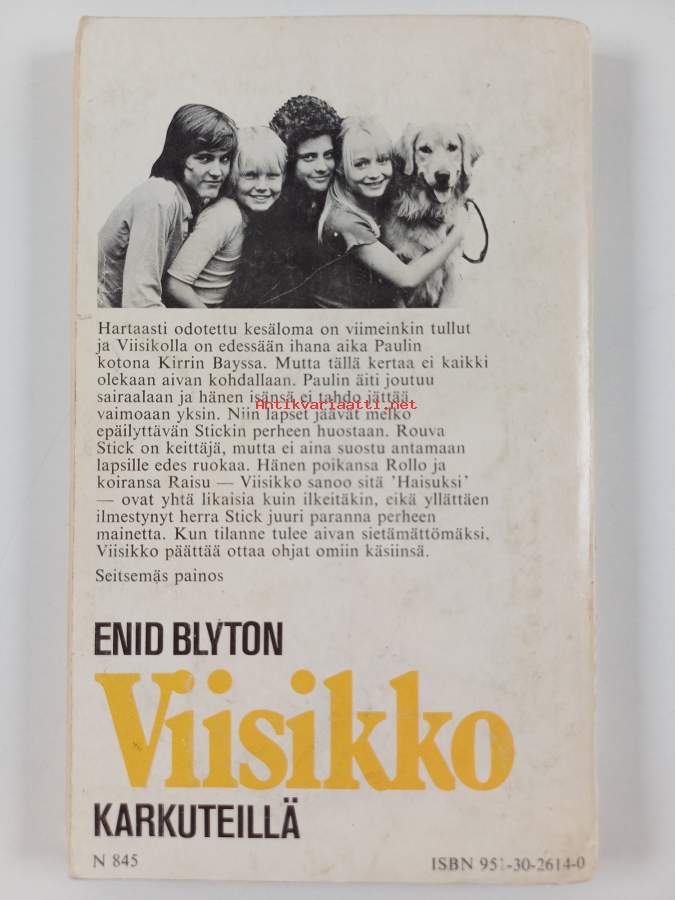 Hartaasti odotettu kesäloma on viimeinkin tullut
ja Viisikolla on edessään ihana aika Paulin
kotona Kirrin Bayssa. Mutta tällä kertaa ei kaikki
olekaan aivan kohdallaan. Paulin äiti joutuu
sairaalaan ja hänen isänsä ei tahdo jättää
Antikvariaatti.net
vaimoaan yksin. Niin lapset jäävät melko
epäilyttävän Stickin perheen huostaan. Rouva
Stick on keittäjä, mutta ei aina suostu antamaan
lapsille edes ruokaa. Hänen poikansa Rollo ja
koiransa Raisu — Viisikko sanoo sitä 'Haisuksi'
— ovat yhtä likaisia kuin ilkeitäkin, eikä yllättäen
ilmestynyt herra Stick juuri paranna perheen
mainetta. Kun tilanne tulee aivan sietämättömäksi,
Viisikko päättää ottaa ohjat omiin käsiinsä.
Seitsemäs painos
ENID BLYTON
Viisikko
KARKUTEILLÄ
N 845
ISBN 951-30-2614-0